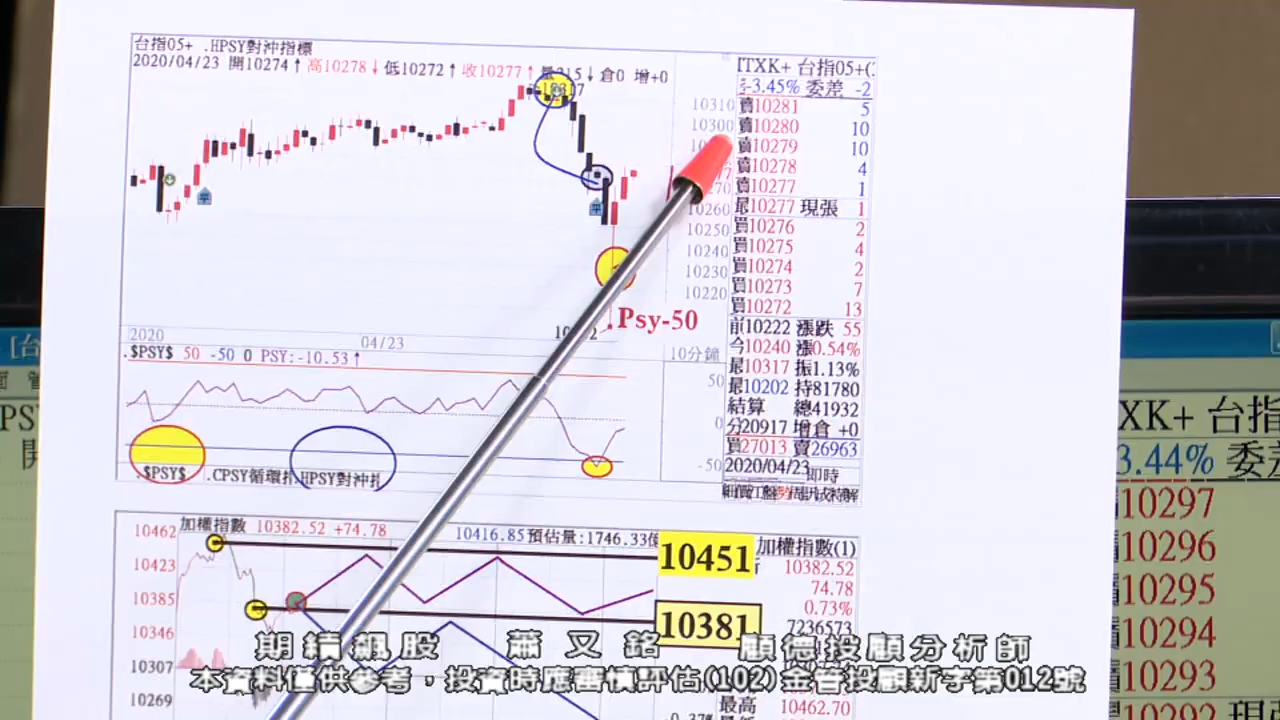 台指05+ .HPSY對沖指標
2020/04/23 開10274↑ 高10278↓ 低10272↑ 收10277↑ 量315↓ 倉0 增+0
10317
10310
10300
10260
10250
10240
10230
10220
Psy-50
2020 04/23 10分鐘
$PSY$ 50 -50 0 PSY:-10.53↑
50
0
-50
$PSY$ .CPSY循環指 HPSY對沖指
TXK+ 台指05+(
-3.45% 委差 -2
賣10281 5
賣10280 10
賣10279 10
賣10278 4
賣10277 1
最10277 現張 1
買10276 2
買10275 4
買10274 2
買10273 7
買10272 13
前10222 漲跌 55
今10240 漲0.54%
最10317 振1.13%
最10202 持81780
結算 總41932
分20917 增倉 +0
買27013 賣26963
2020/04/23 即時
加權指數 10382.52 +74.78 10416.85 預估量:1746.33億
10462
10423
10385
10346
10307
10269
10451
10381
加權指數(1)
10382.52
74.78
0.73%
7236573
最高 10462.70
XK+ 台指
3.44% 委差
10297
10296
10295
10294
10293
10292 現
期績飆股 蕭又銘 顧德投顧分析師
本資料僅供參考，投資時應審慎評估(102)金管投顧新字第012號